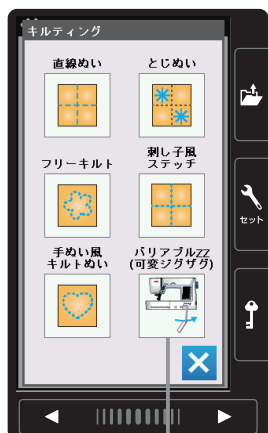 キルティング
直線ぬい
とじぬい
フリーキルト
刺し子風
ステッチ
手ぬい風
キルトぬい
バリアブルZZ
(可変ジグザグ)
セット